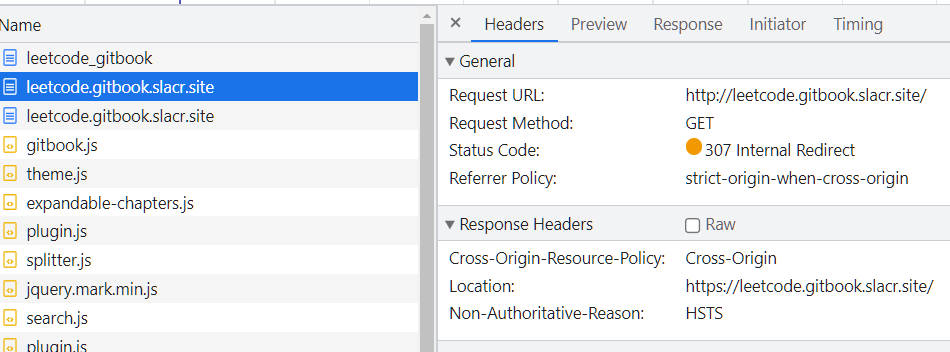 Name
leetcode_gitbook
leetcode.gitbook.slacr.site
leetcode.gitbook.slacr.site
gitbook.js
theme.js
expandable-chapters.js
plugin.js
splitter.js
jquery.mark.min.js
search.js
plugin.js
× Headers Preview Response Initiator Timing
▼ General
Request URL: http://leetcode.gitbook.slacr.site/
Request Method: GET
Status Code: 307 Internal Redirect
Referrer Policy: strict-origin-when-cross-origin
▼ Response Headers Raw
Cross-Origin-Resource-Policy: Cross-Origin
Location: https://leetcode.gitbook.slacr.site/
Non-Authoritative-Reason: HSTS